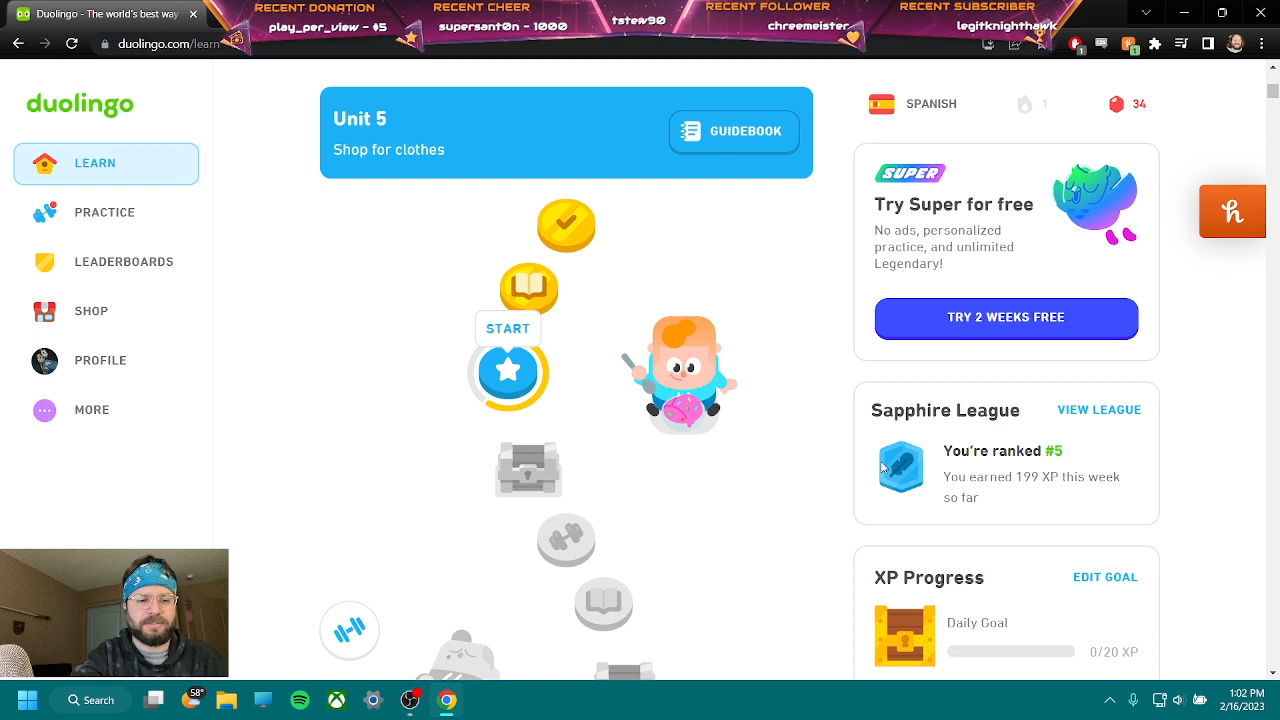 Duolingo - The world's best way
RECENT DONATION
play_per_view - $5
RECENT CHEER
supersant0n - 1000
tstew90
RECENT FOLLOWER
chreemeister
RECENT SUBSCRIBER
legitknighthawk
duolingo.com/learn
1
1
duolingo
LEARN
PRACTICE
LEADERBOARDS
SHOP
PROFILE
MORE
Unit 5
Shop for clothes
GUIDEBOOK
START
SPANISH
1
34
SUPER
Try Super for free
No ads, personalized
practice, and unlimited
Legendary!
TRY 2 WEEKS FREE
Sapphire League
VIEW LEAGUE
You're ranked #5
You earned 199 XP this week
so far
XP Progress
EDIT GOAL
Daily Goal
0/20 XP
h
Search
58°
1:02 PM
2/16/2023